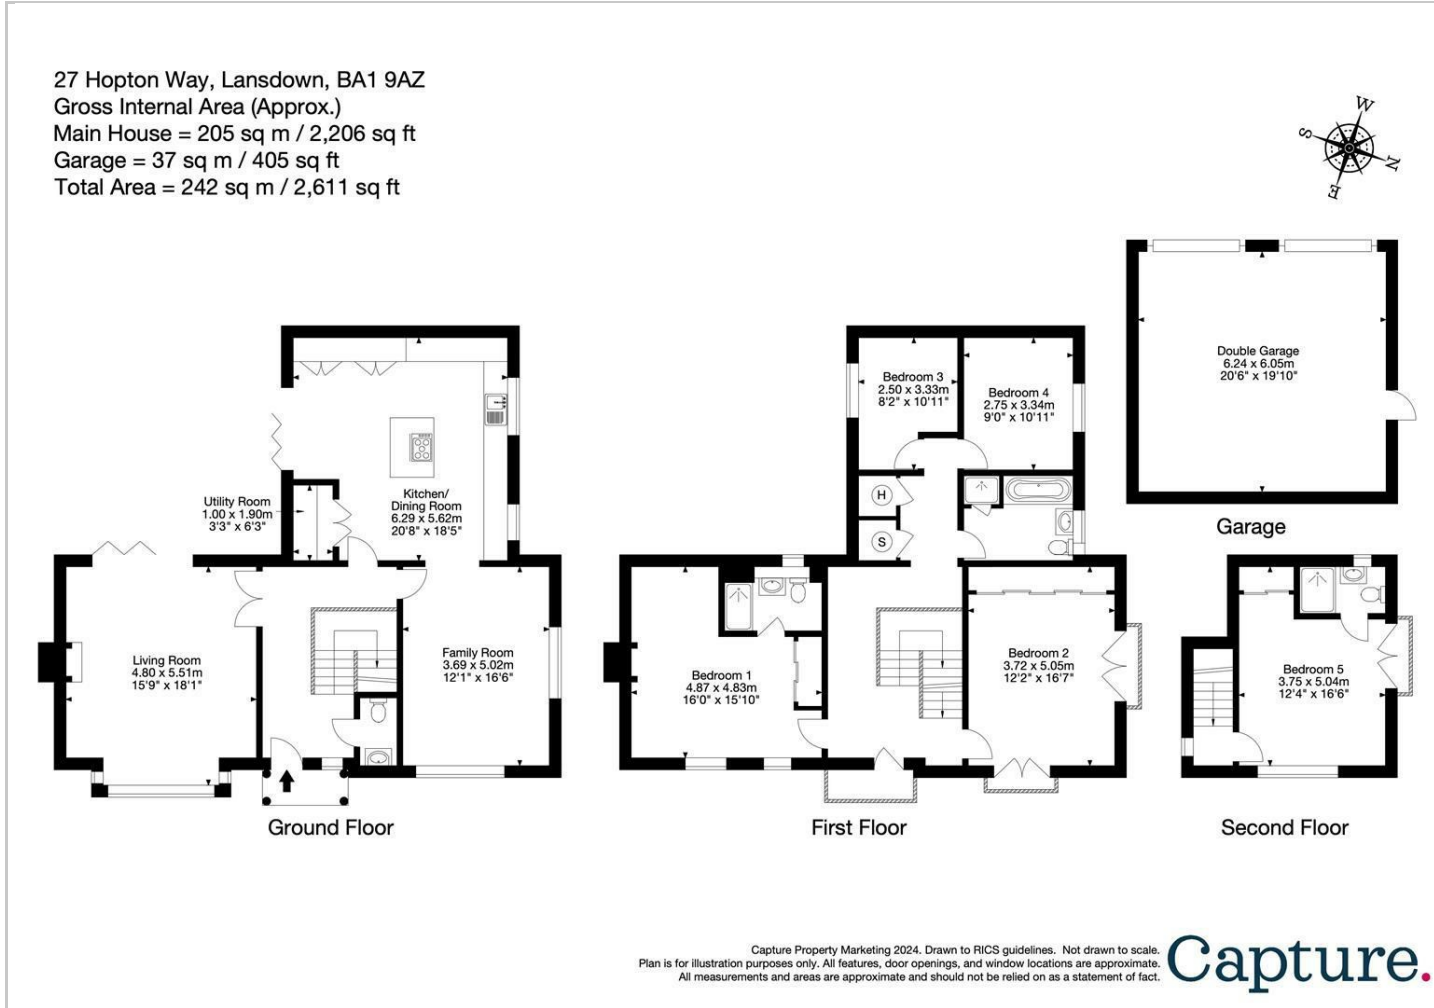 27 Hopton Way, Lansdown, BA1 9AZ
Gross Internal Area (Approx.)
Main House = 205 sq m / 2,206 sq ft
Garage = 37 sq m / 405 sq ft
Total Area = 242 sq m / 2,611 sq ft
W
S
N
E
Utility Room
1.00 x 1.90m
3'3" x 6'3"
Kitchen/
Dining Room
6.29 x 5.62m
20'8" x 18'5"
Living Room
4.80 x 5.51m
15'9" x 18'1"
Family Room
3.69 x 5.02m
12'1" x 16'6"
Ground Floor
Bedroom 3
2.50 x 3.33m
8'2" x 10'11"
Bedroom 4
2.75 x 3.34m
9'0" x 10'11"
H
S
Bedroom 1
4.87 x 4.83m
16'0" x 15'10"
Bedroom 2
3.72 x 5.05m
12'2" x 16'7"
First Floor
Double Garage
6.24 x 6.05m
20'6" x 19'10"
Garage
Bedroom 5
3.75 x 5.04m
12'4" x 16'6"
Second Floor
Capture Property Marketing 2024. Drawn to RICS guidelines. Not drawn to scale.
Plan is for illustration purposes only. All features, door openings, and window locations are approximate.
All measurements and areas are approximate and should not be relied on as a statement of fact.
Capture.